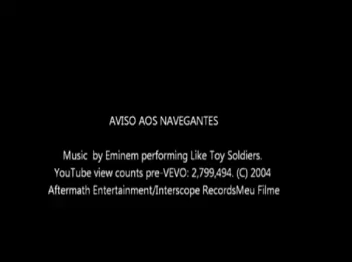 AVISO AOS NAVEGANTES
Music by Eminem performing Like Toy Soldiers.
YouTube view counts pre-VEVO: 2,799,494. (C) 2004
Aftermath Entertainment/Interscope RecordsMeu Filme